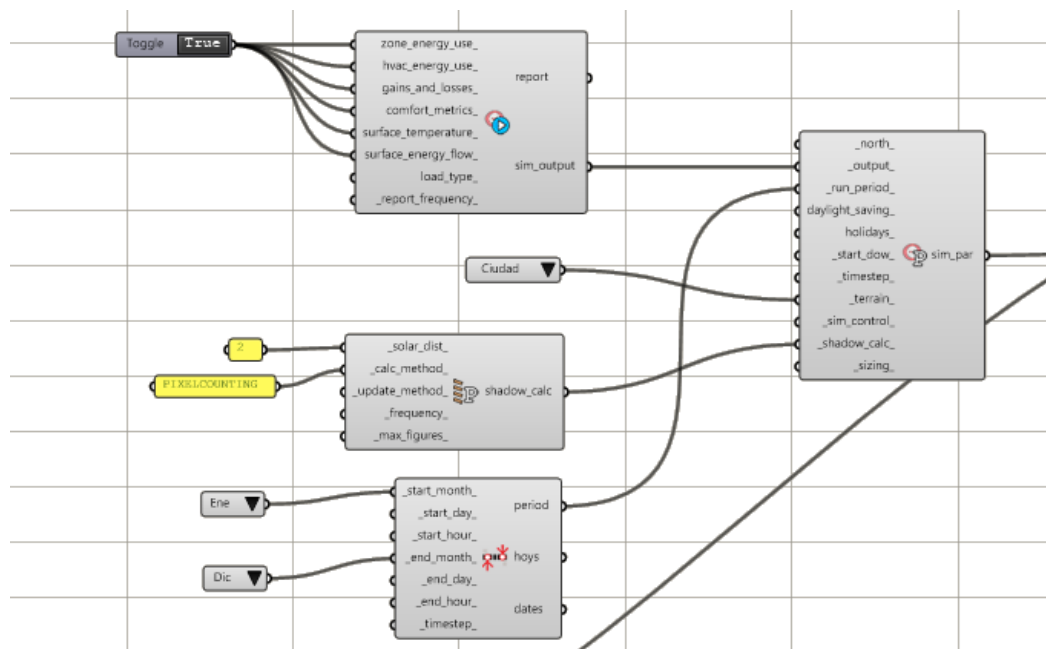 Toggle True
zone_energy_use_
hvac_energy_use_
gains_and_losses_
comfort_metrics_
surface_temperature_
surface_energy_flow_
load_type_
_report_frequency_
report
sim_output
Ciudad
2
PIXELCOUNTING
_solar_dist_
_calc_method_
_update_method_
_frequency_
_max_figures_
shadow_calc
Ene
Dic
_start_month_
_start_day_
_start_hour_
_end_month_
_end_day_
_end_hour_
_timestep_
period
hoys
dates
_north_
_output_
_run_period_
daylight_saving_
holidays_
_start_dow_
_timestep_
_terrain_
_sim_control_
_shadow_calc_
_sizing_
sim_par